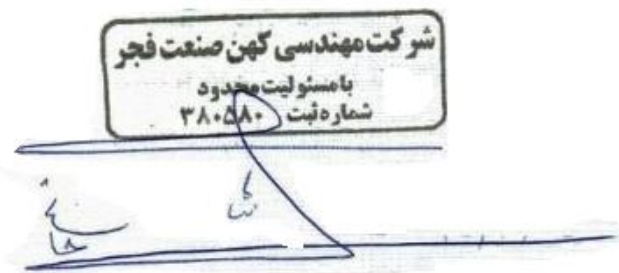 شرکت مهندسی کهن صنعت فجر
با مسئولیت محدود
شماره ثبت ۳۸۰۵۸۰